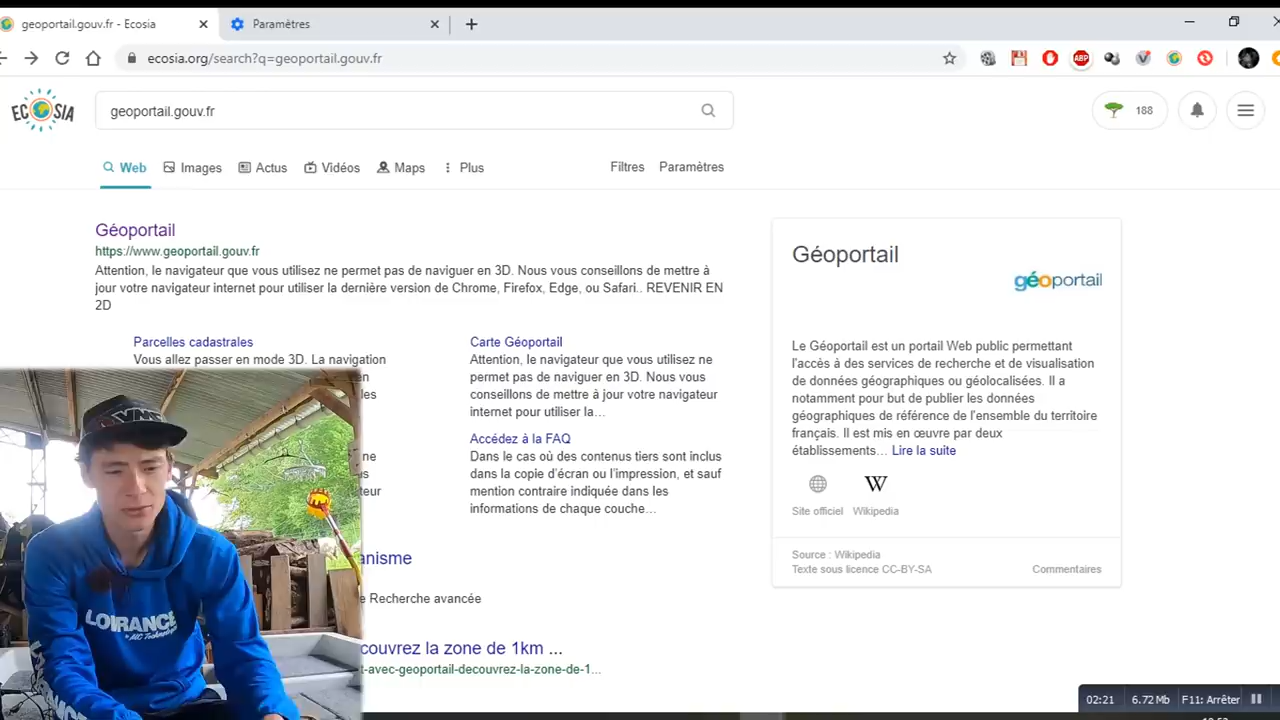 geoportail.gouv.fr - Ecosia
Paramètres
ecosia.org/search?q=geoportail.gouv.fr
ABP
ECOSIA
geoportail.gouv.fr
188
Web
Images
Actus
Vidéos
Maps
Plus
Filtres
Paramètres
Géoportail
https://www.geoportail.gouv.fr
Attention, le navigateur que vous utilisez ne permet pas de naviguer en 3D. Nous vous conseillons de mettre à
jour votre navigateur internet pour utiliser la dernière version de Chrome, Firefox, Edge, ou Safari.. REVENIR EN
2D
Parcelles cadastrales
Vous allez passer en mode 3D. La navigation
en
les
ne
us
ateur
Carte Géoportail
Attention, le navigateur que vous utilisez ne
permet pas de naviguer en 3D. Nous vous
conseillons de mettre à jour votre navigateur
internet pour utiliser la…
Accédez à la FAQ
Dans le cas où des contenus tiers sont inclus
dans la copie d'écran ou l'impression, et sauf
mention contraire indiquée dans les
informations de chaque couche…
anisme
e Recherche avancée
couvrez la zone de 1km ...
t-avec-geoportail-decouvrez-la-zone-de-1...
Géoportail
géoportail
Le Géoportail est un portail Web public permettant
l'accès à des services de recherche et de visualisation
de données géographiques ou géolocalisées. Il a
notamment pour but de publier les données
géographiques de référence de l'ensemble du territoire
français. Il est mis en œuvre par deux
établissements… Lire la suite
W
Site officiel
Wikipedia
Source : Wikipedia
Texte sous licence CC-BY-SA
Commentaires
LOIRANCE
by AIC Technologie
02:21
6.72 Mb
F11: Arrêter